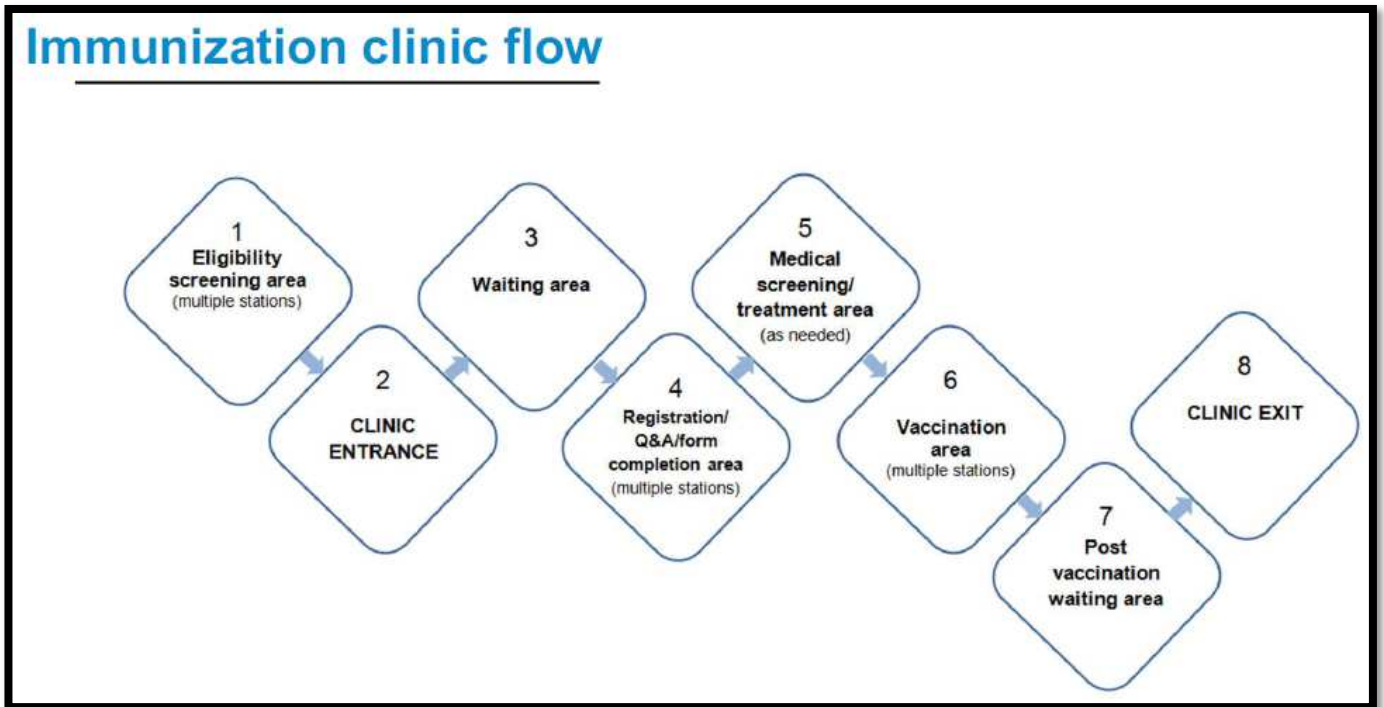 Immunization clinic flow
1
Eligibility
screening area
(multiple stations)
2
CLINIC
ENTRANCE
3
Waiting area
4
Registration/
Q&A/form
completion area
(multiple stations)
5
Medical
screening/
treatment area
(as needed)
6
Vaccination
area
(multiple stations)
7
Post
vaccination
waiting area
8
CLINIC EXIT